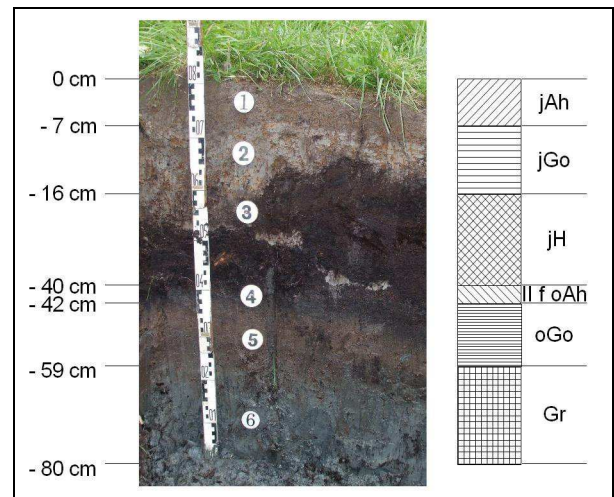 0 cm
jAh
1
- 7 cm
2
jGo
- 16 cm
3
jH
- 40 cm
4
II f oAh
- 42 cm
5
oGo
- 59 cm
6
Gr
- 80 cm